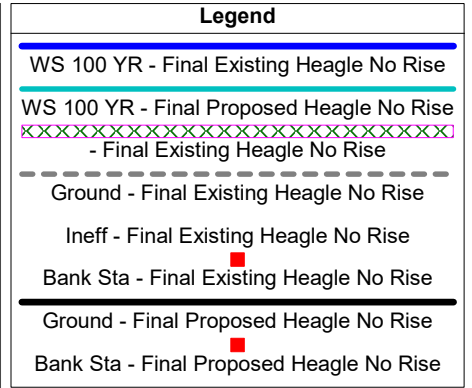 Legend
WS 100 YR - Final Existing Heagle No Rise
WS 100 YR - Final Proposed Heagle No Rise
- Final Existing Heagle No Rise
Ground - Final Existing Heagle No Rise
Ineff - Final Existing Heagle No Rise
Bank Sta - Final Existing Heagle No Rise
Ground - Final Proposed Heagle No Rise
Bank Sta - Final Proposed Heagle No Rise